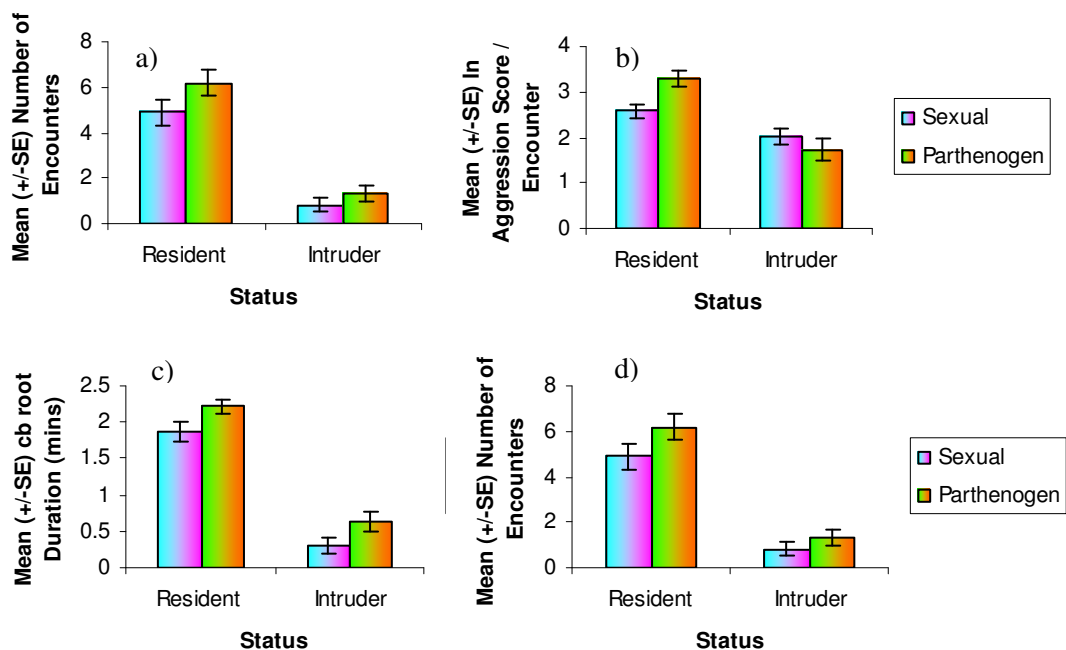 a)
Mean (+/-SE) Number of
Encounters
8
6
4
2
0
Resident
Intruder
Status
b)
Mean (+/-SE) ln
Aggression Score /
Encounter
4
3
2
1
0
Resident
Intruder
Status
Sexual
Parthenogen
c)
Mean (+/-SE) cb root
Duration (mins)
2.5
2
1.5
1
0.5
0
Resident
Intruder
Status
d)
Mean (+/-SE) Number of
Encounters
8
6
4
2
0
Resident
Intruder
Status
Sexual
Parthenogen